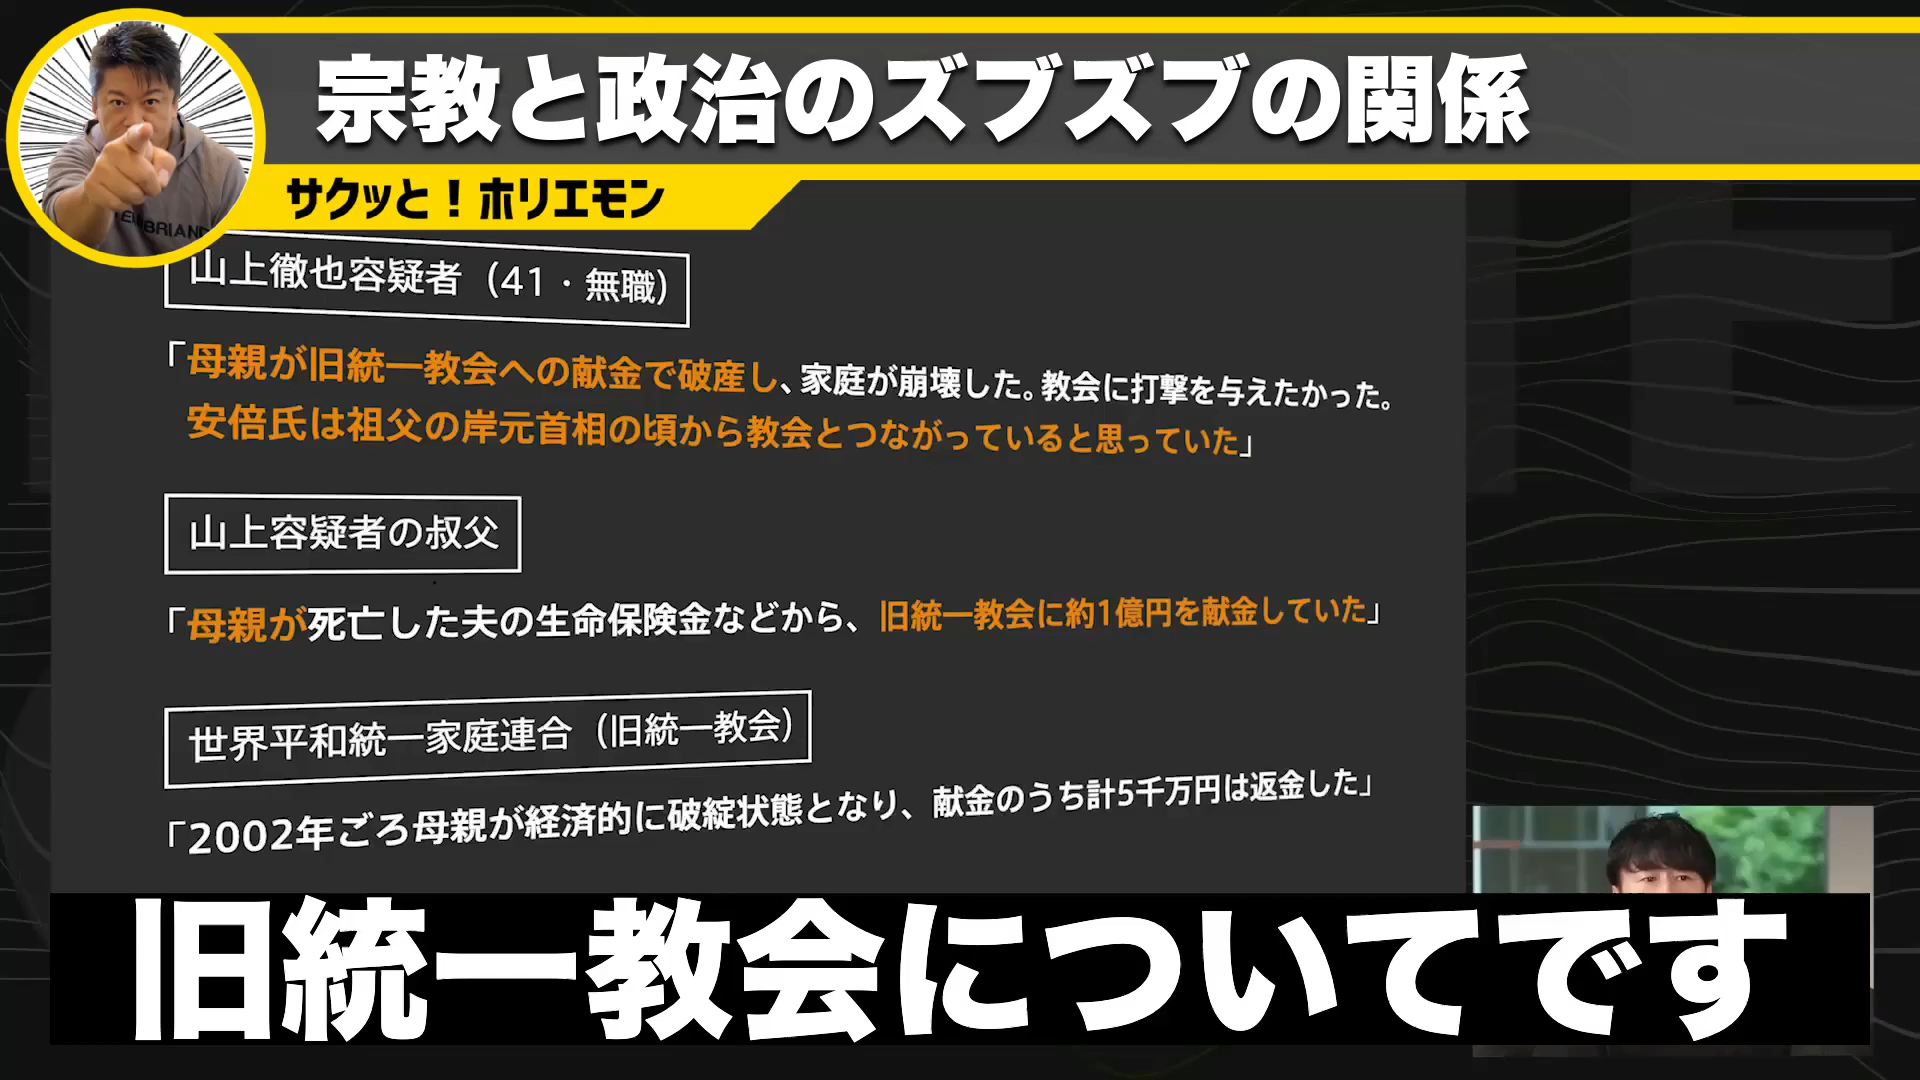 宗教と政治のズブズブの関係
サクッと！ホリエモン
山上徹也容疑者（41・無職）
「母親が旧統一教会への献金で破産し、家庭が崩壊した。教会に打撃を与えたかった。
安倍氏は祖父の岸元首相の頃から教会とつながっていると思っていた」
山上容疑者の叔父
「母親が死亡した夫の生命保険金などから、旧統一教会に約1億円を献金していた」
世界平和統一家庭連合（旧統一教会）
「2002年ごろ母親が経済的に破綻状態となり、献金のうち計5千万円は返金した」
旧統一教会についてです